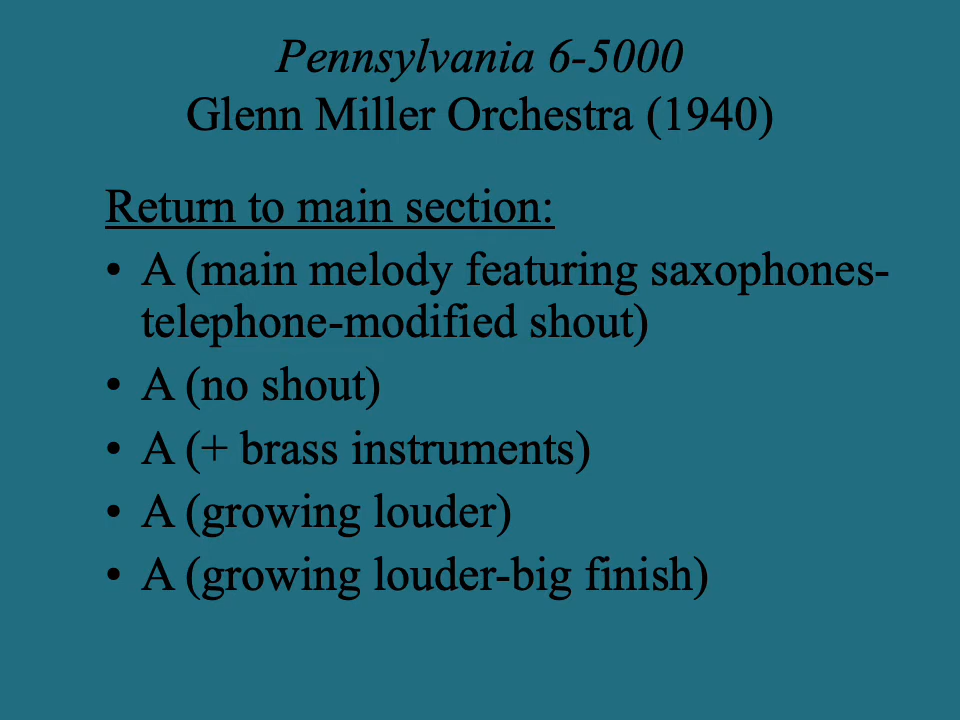 Pennsylvania 6-5000
Glenn Miller Orchestra (1940)
Return to main section:
• A (main melody featuring saxophones-
telephone-modified shout)
• A (no shout)
• A (+ brass instruments)
• A (growing louder)
• A (growing louder-big finish)